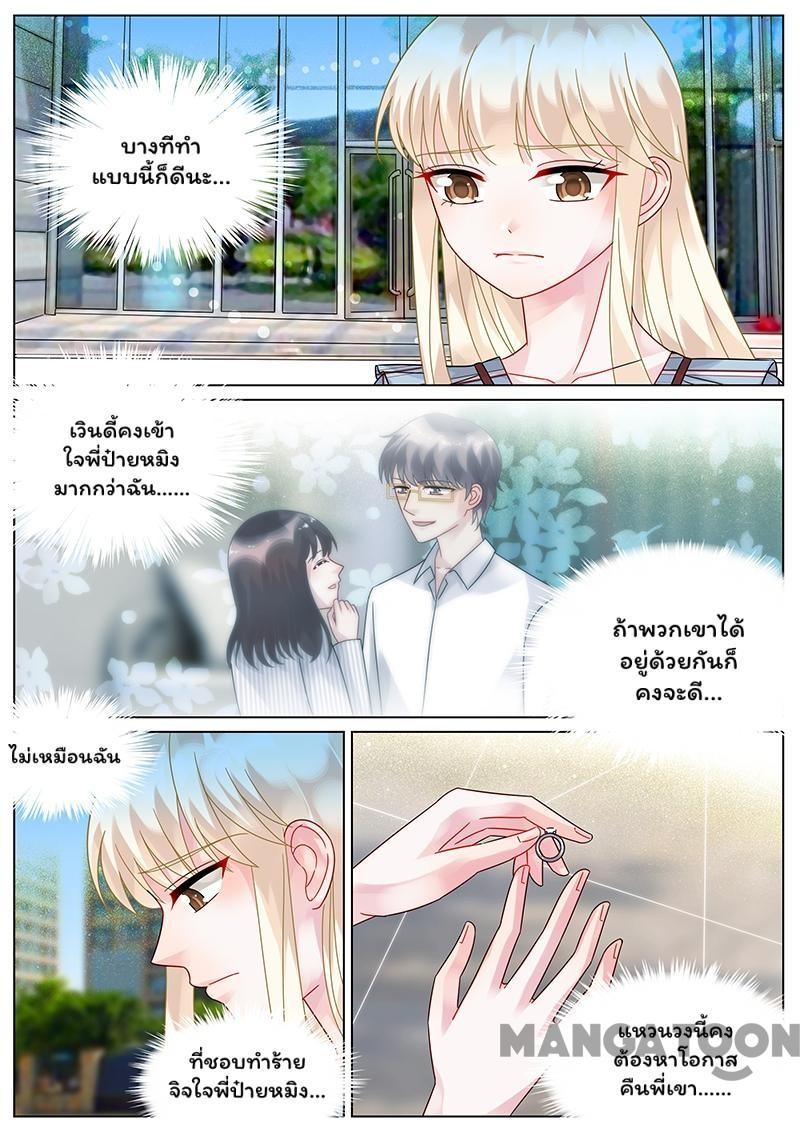 บางทีทำ
แบบนี้ก็ดีนะ...
เวินดี้คงเข้า
ใจพี่ป๋ายหมิง
มากกว่าฉัน......
ถ้าพวกเขาได้
อยู่ด้วยกันก็
คงจะดี...
ไม่เหมือนฉัน
ที่ชอบทำร้าย
จิจใจพี่ป๋ายหมิง...
แหวนวงนี้คง
ต้องหาโอกาส
คืนพี่เขา......
MANGATOON